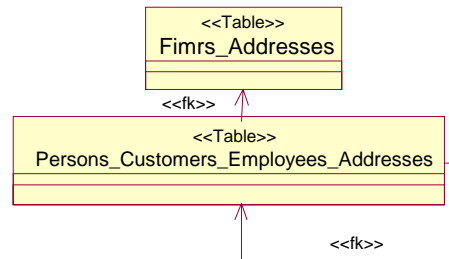 <<Table>>
Fimrs_Addresses
<<fk>>
<<Table>>
Persons_Customers_Employees_Addresses
<<fk>>